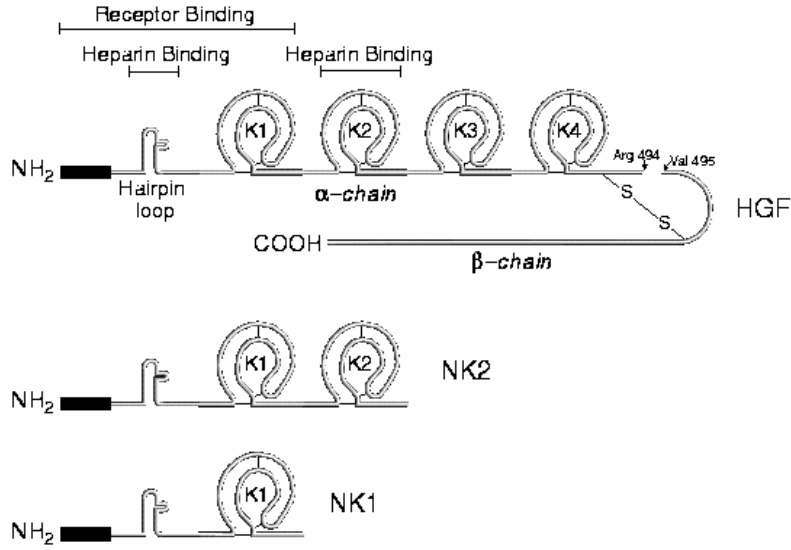 Receptor Binding
Heparin Binding Heparin Binding
K1 K2 K3 K4
Arg 494 Val 495
NH2
Hairpin loop
α-chain
S
S
HGF
COOH
β-chain
K1 K2
NK2
NH2
K1
NK1
NH2